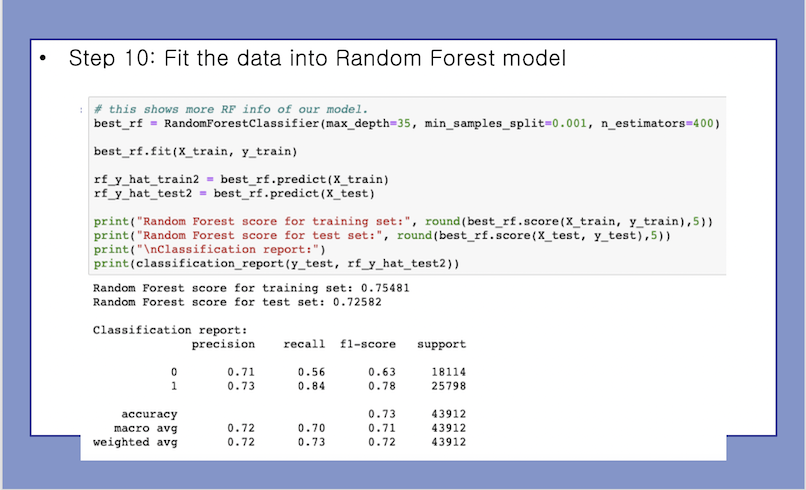 • Step 10: Fit the data into Random Forest model
:
# this shows more RF info of our model.
best_rf = RandomForestClassifier(max_depth=35, min_samples_split=0.001, n_estimators=400)
best_rf.fit(X_train, y_train)
rf_y_hat_train2 = best_rf.predict(X_train)
rf_y_hat_test2 = best_rf.predict(X_test)
print("Random Forest score for training set:", round(best_rf.score(X_train, y_train),5))
print("Random Forest score for test set:", round(best_rf.score(X_test, y_test),5))
print("\nClassification report:")
print(classification_report(y_test, rf_y_hat_test2))
Random Forest score for training set: 0.75481
Random Forest score for test set: 0.72582
Classification report:
precision recall f1-score support
0 0.71 0.56 0.63 18114
1 0.73 0.84 0.78 25798
accuracy 0.73 43912
macro avg 0.72 0.70 0.71 43912
weighted avg 0.72 0.73 0.72 43912